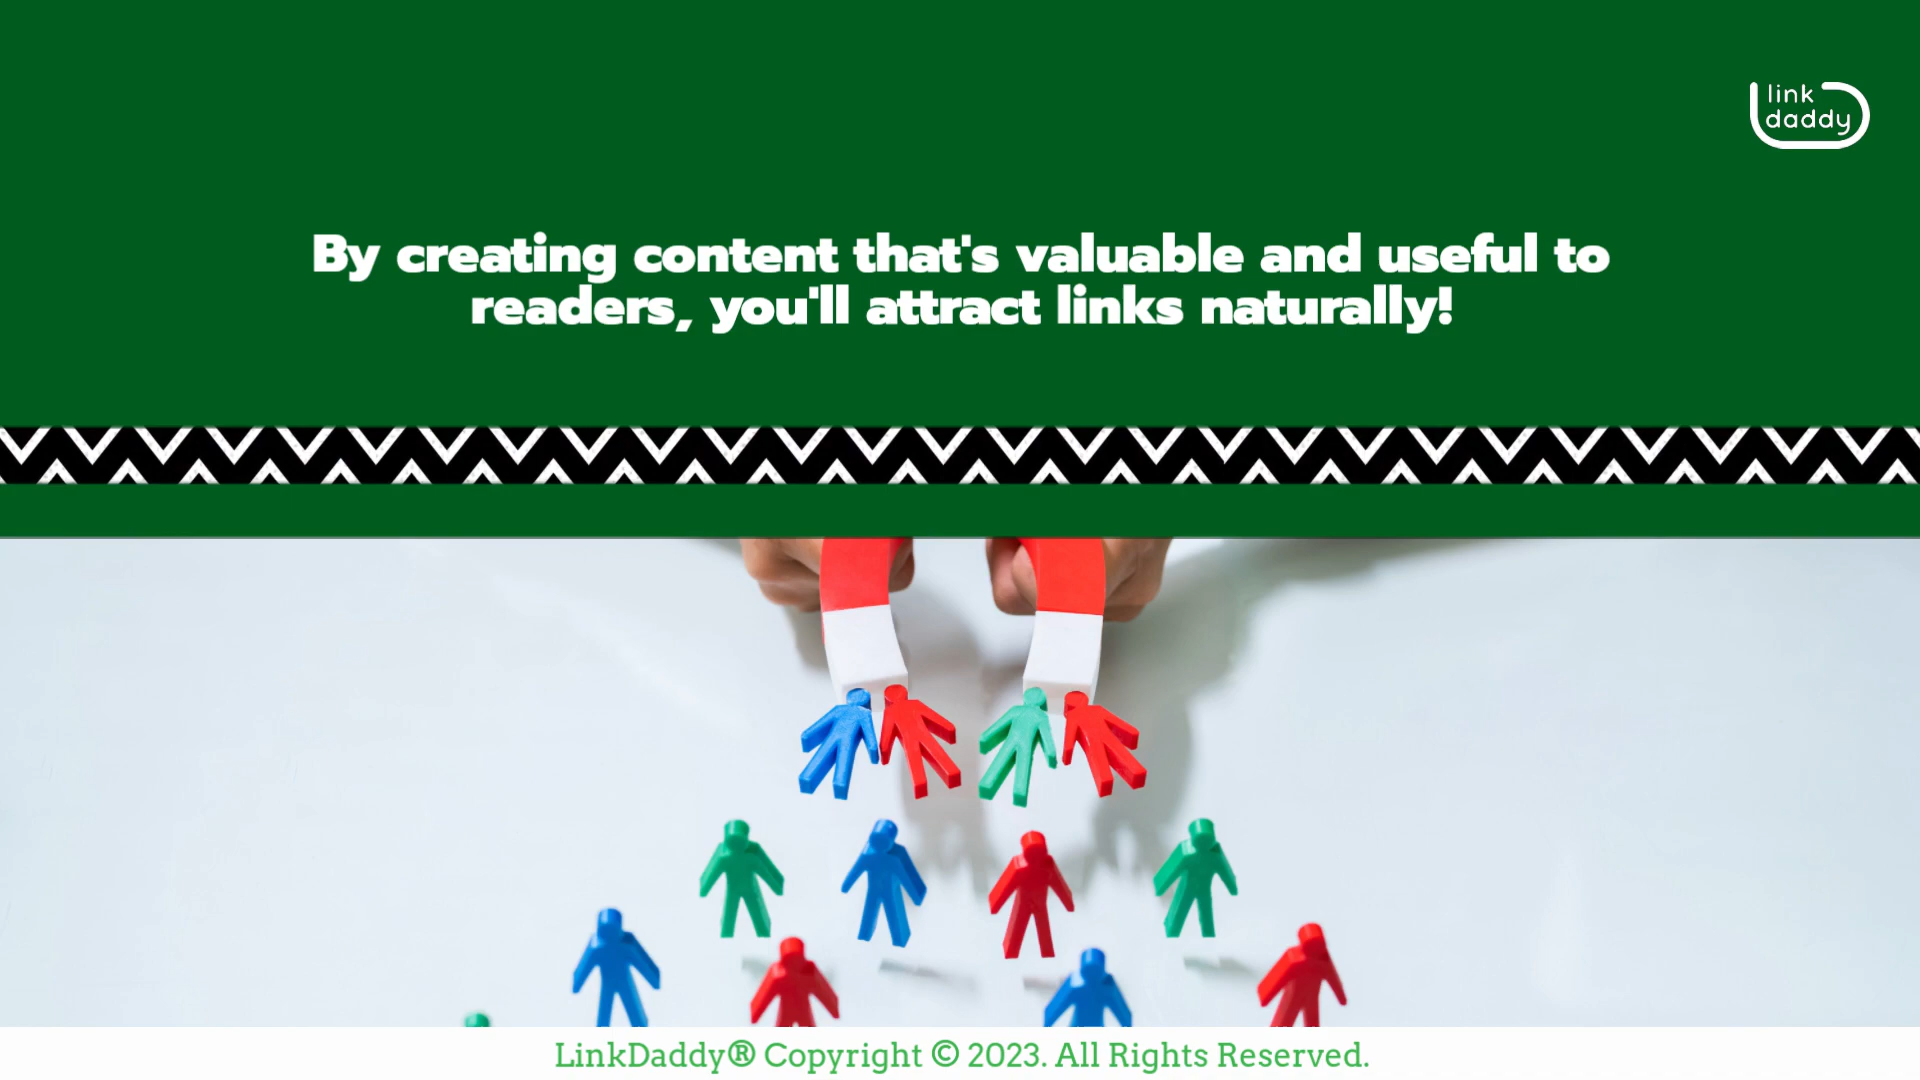 link
daddy
By creating content that's valuable and useful to
readers, you'll attract links naturally!
LinkDaddy® Copyright © 2023. All Rights Reserved.